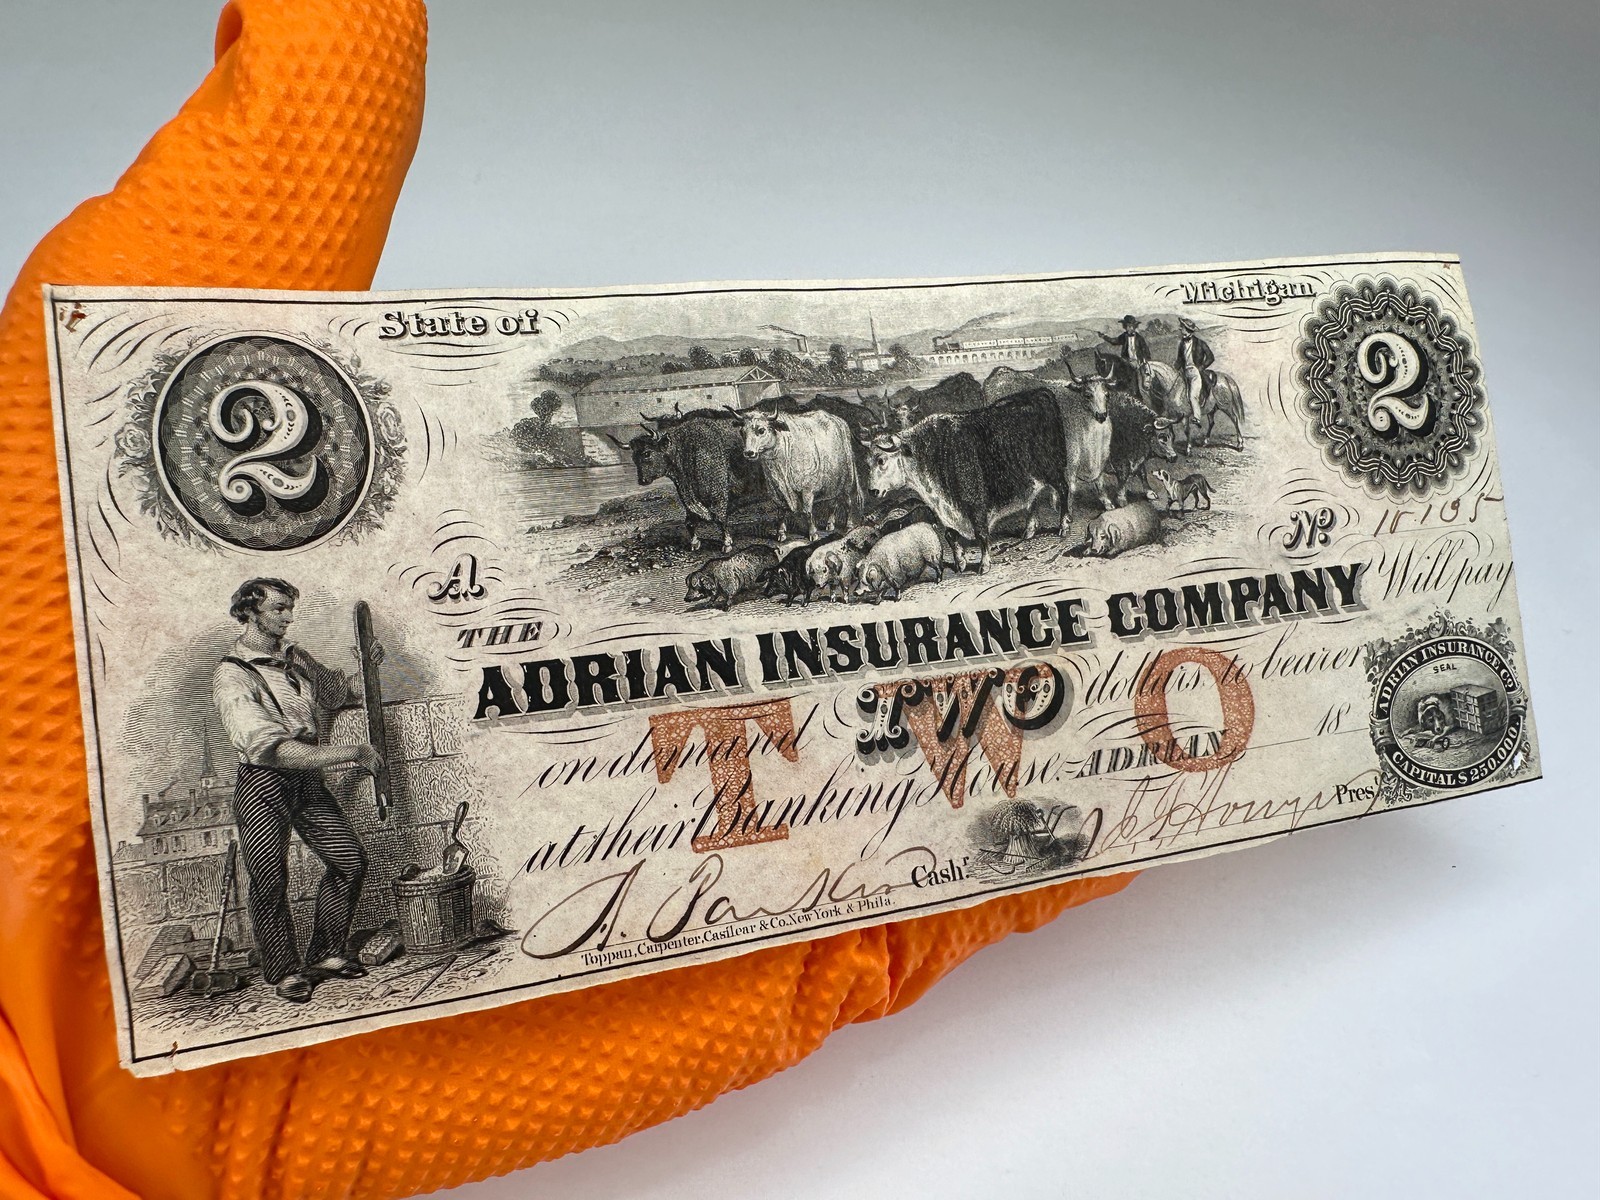 State of
Michigan
2
2
A
No. 18185
THE
ADRIAN INSURANCE COMPANY Will pay
on demand TWO dollars to bearer
TWO
at their Banking House ADRIAN 18
ADRIAN INSURANCE Co.
SEAL
CAPITAL $ 250.000
Cash.r
Pres.t
Toppan, Carpenter, Casilear & Co. New York & Phila.